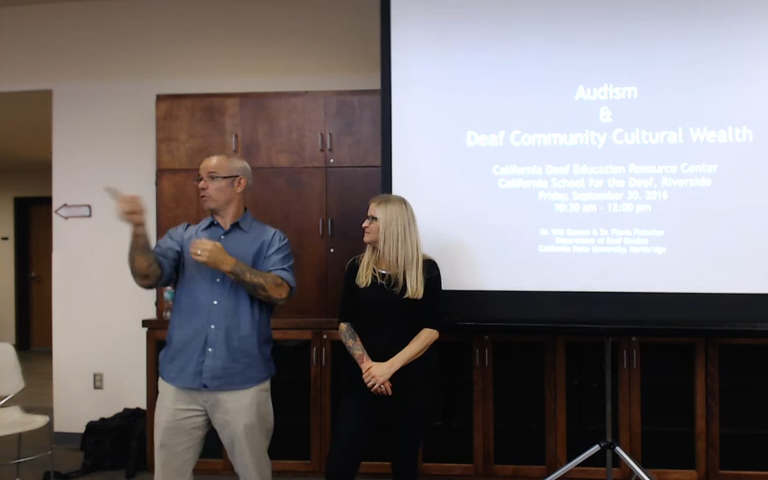 Audism
&
Deaf Community Cultural Wealth
California Deaf Education Resource Center
California School for the Deaf, Riverside
Friday, September 30, 2016
10:30 am - 12:00 pm
Department of Deaf Studies
California State University, Northridge